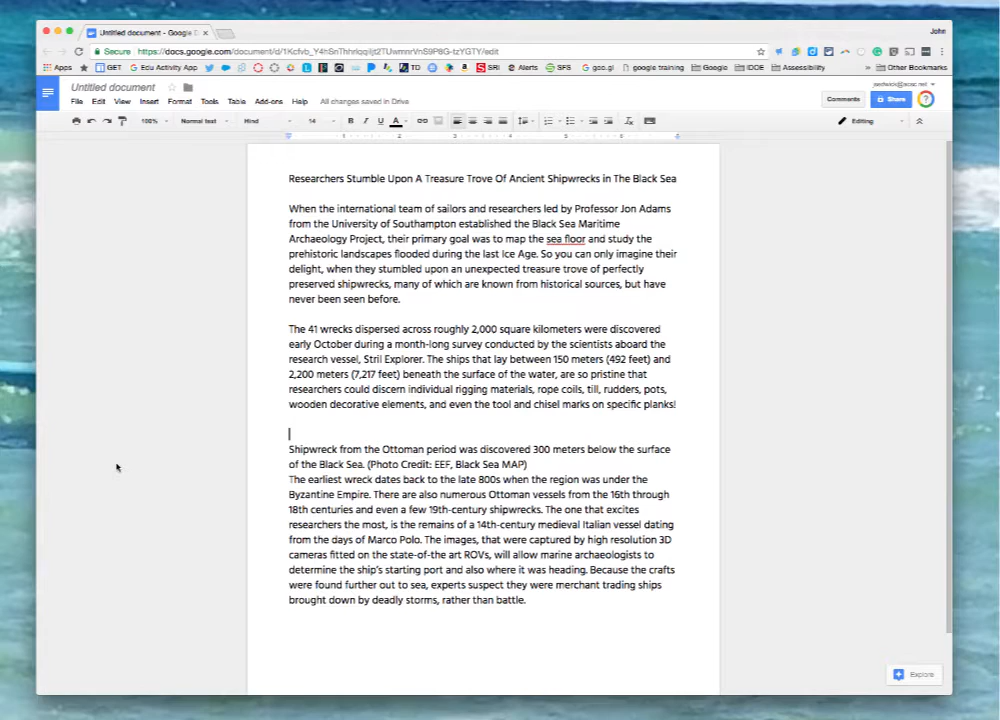 Untitled document - Google D
John
Secure https://docs.google.com/document/d/
/edit
Apps GET Edu Activity App TD SRi Alerts SFS goo.gl google training Google IDOE Accessibility » Other Bookmarks
Untitled document
File Edit View Insert Format Tools Table Add-ons Help All changes saved in Drive
Comments Share
100% Normal text Hind 14 B I U A Editing
Researchers Stumble Upon A Treasure Trove Of Ancient Shipwrecks in The Black Sea
When the international team of sailors and researchers led by Professor Jon Adams
from the University of Southampton established the Black Sea Maritime
Archaeology Project, their primary goal was to map the sea floor and study the
prehistoric landscapes flooded during the last Ice Age. So you can only imagine their
delight, when they stumbled upon an unexpected treasure trove of perfectly
preserved shipwrecks, many of which are known from historical sources, but have
never been seen before.
The 41 wrecks dispersed across roughly 2,000 square kilometers were discovered
early October during a month-long survey conducted by the scientists aboard the
research vessel, Stril Explorer. The ships that lay between 150 meters (492 feet) and
2,200 meters (7,217 feet) beneath the surface of the water, are so pristine that
researchers could discern individual rigging materials, rope coils, till, rudders, pots,
wooden decorative elements, and even the tool and chisel marks on specific planks!
Shipwreck from the Ottoman period was discovered 300 meters below the surface
of the Black Sea. (Photo Credit: EEF, Black Sea MAP)
The earliest wreck dates back to the late 800s when the region was under the
Byzantine Empire. There are also numerous Ottoman vessels from the 16th through
18th centuries and even a few 19th-century shipwrecks. The one that excites
researchers the most, is the remains of a 14th-century medieval Italian vessel dating
from the days of Marco Polo. The images, that were captured by high resolution 3D
cameras fitted on the state-of-the art ROVs, will allow marine archaeologists to
determine the ship's starting port and also where it was heading. Because the crafts
were found further out to sea, experts suspect they were merchant trading ships
brought down by deadly storms, rather than battle.
Explore